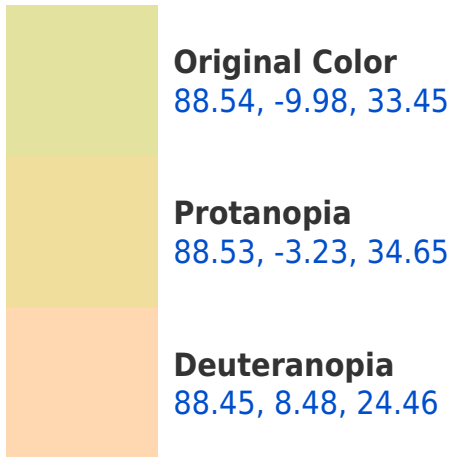 Original Color
88.54, -9.98, 33.45
Protanopia
88.53, -3.23, 34.65
Deuteranopia
88.45, 8.48, 24.46